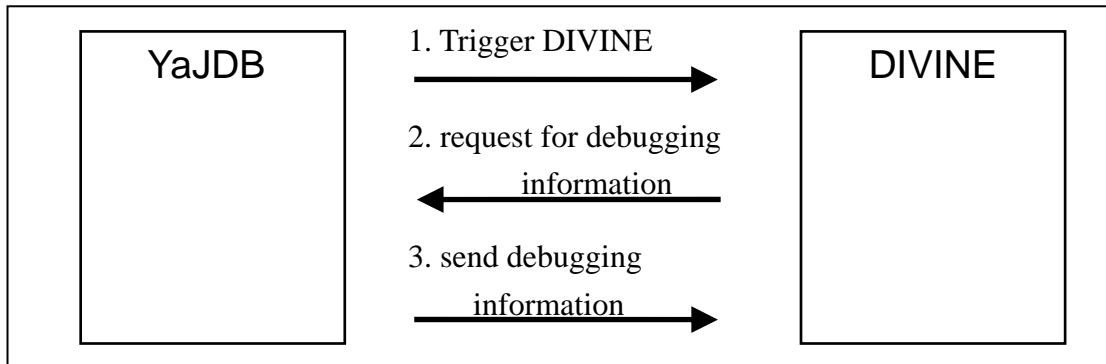 YaJDB
1. Trigger DIVINE
DIVINE
2. request for debugging
information
3. send debugging
information